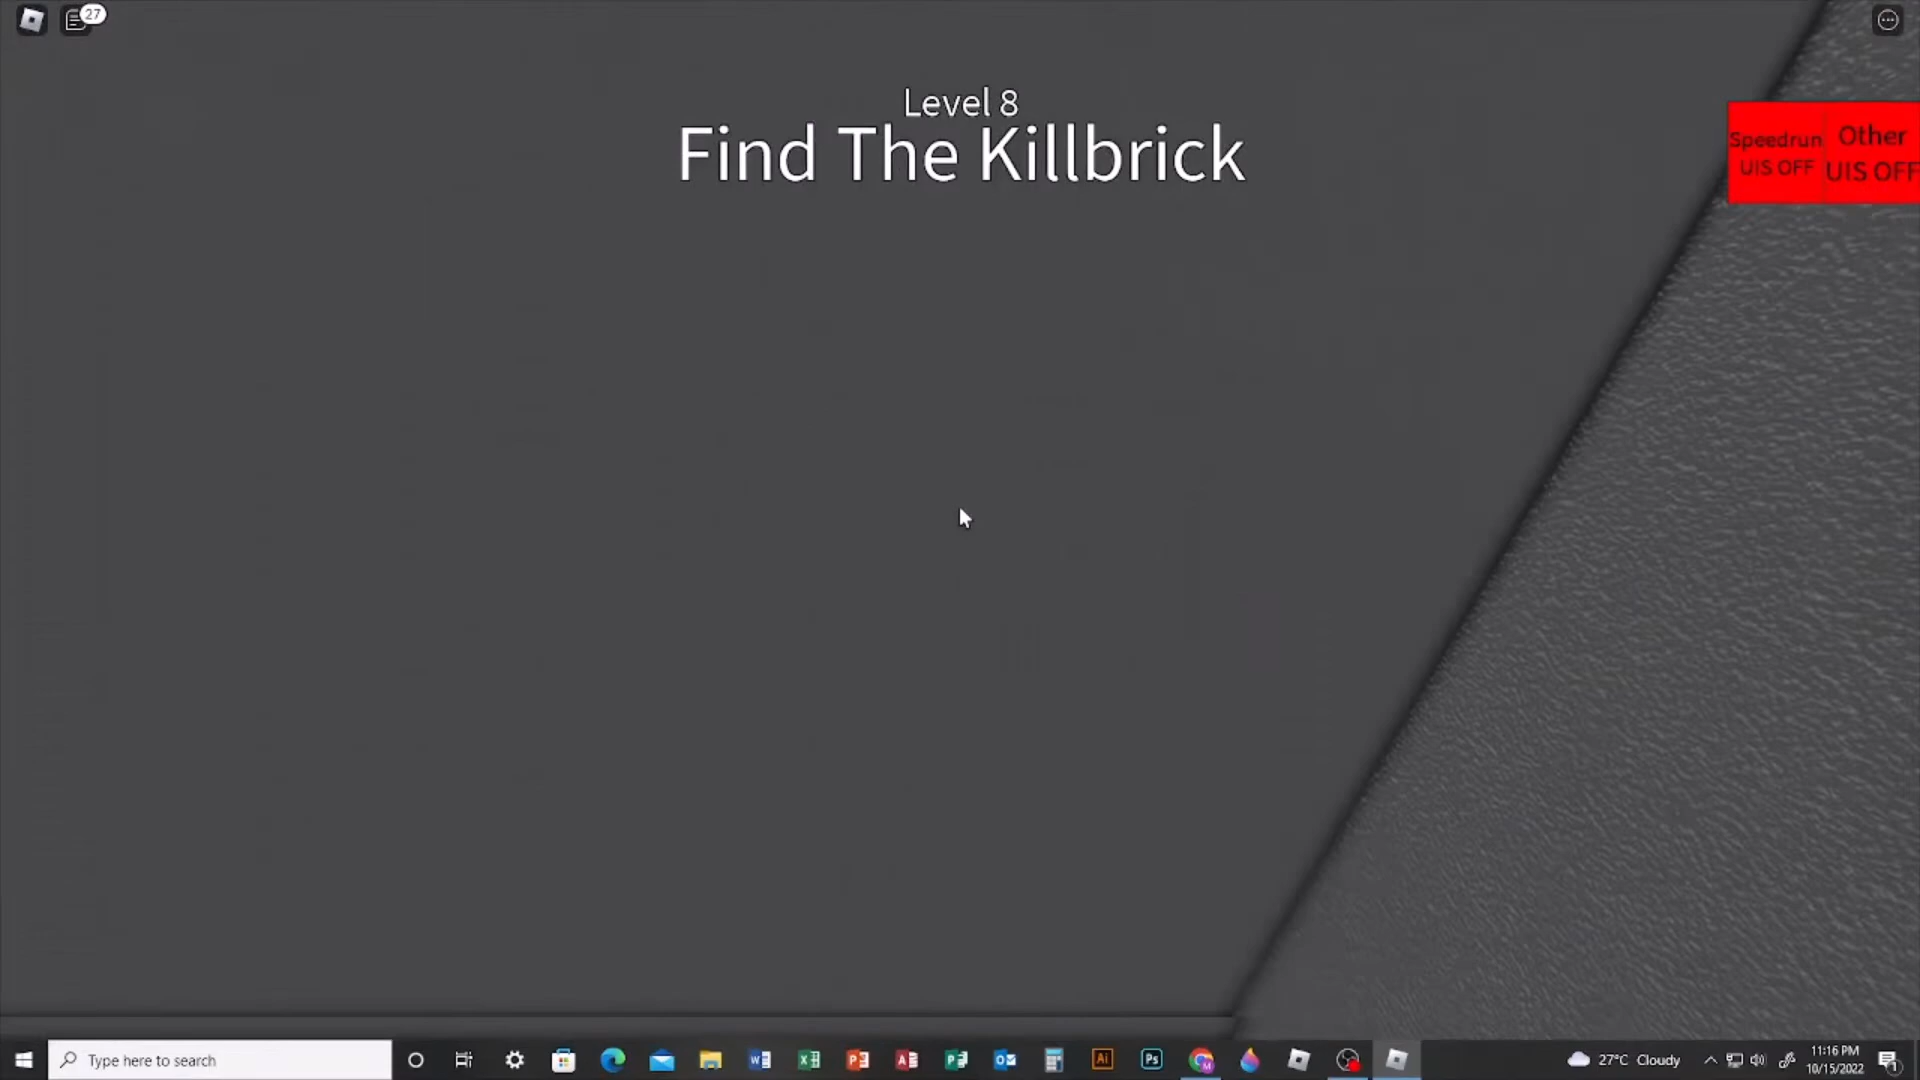 27
Level 8
Find The Killbrick
Speedrun
UIS OFF
Other
UIS OFF
Type here to search
27°C Cloudy
11:16 PM
10/15/2022
1